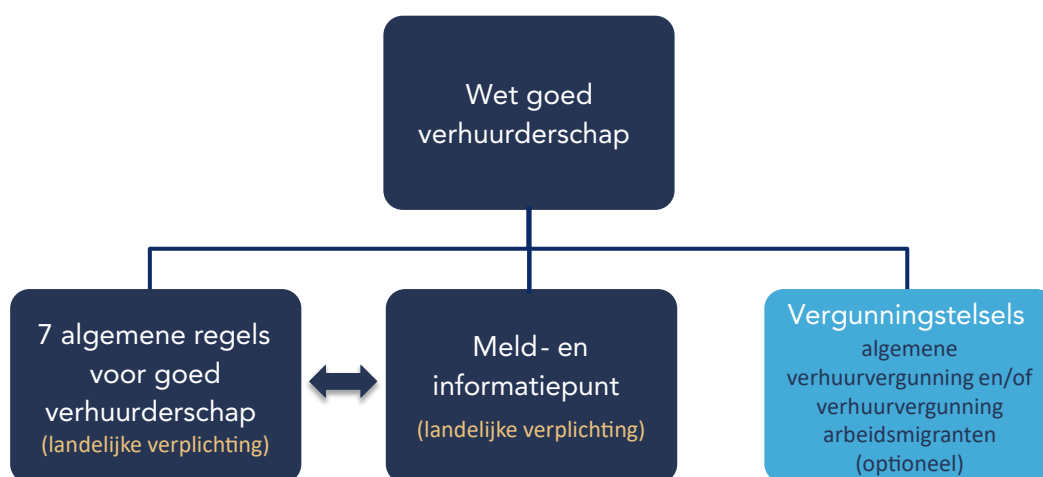 Wet goed
verhuurderschap
7 algemene regels
voor goed
verhuurderschap
(landelijke verplichting)
Meld- en
informatiepunt
(landelijke verplichting)
Vergunningstelsels
algemene
verhuurvergunning en/of
verhuurvergunning
arbeidsmigranten
(optioneel)